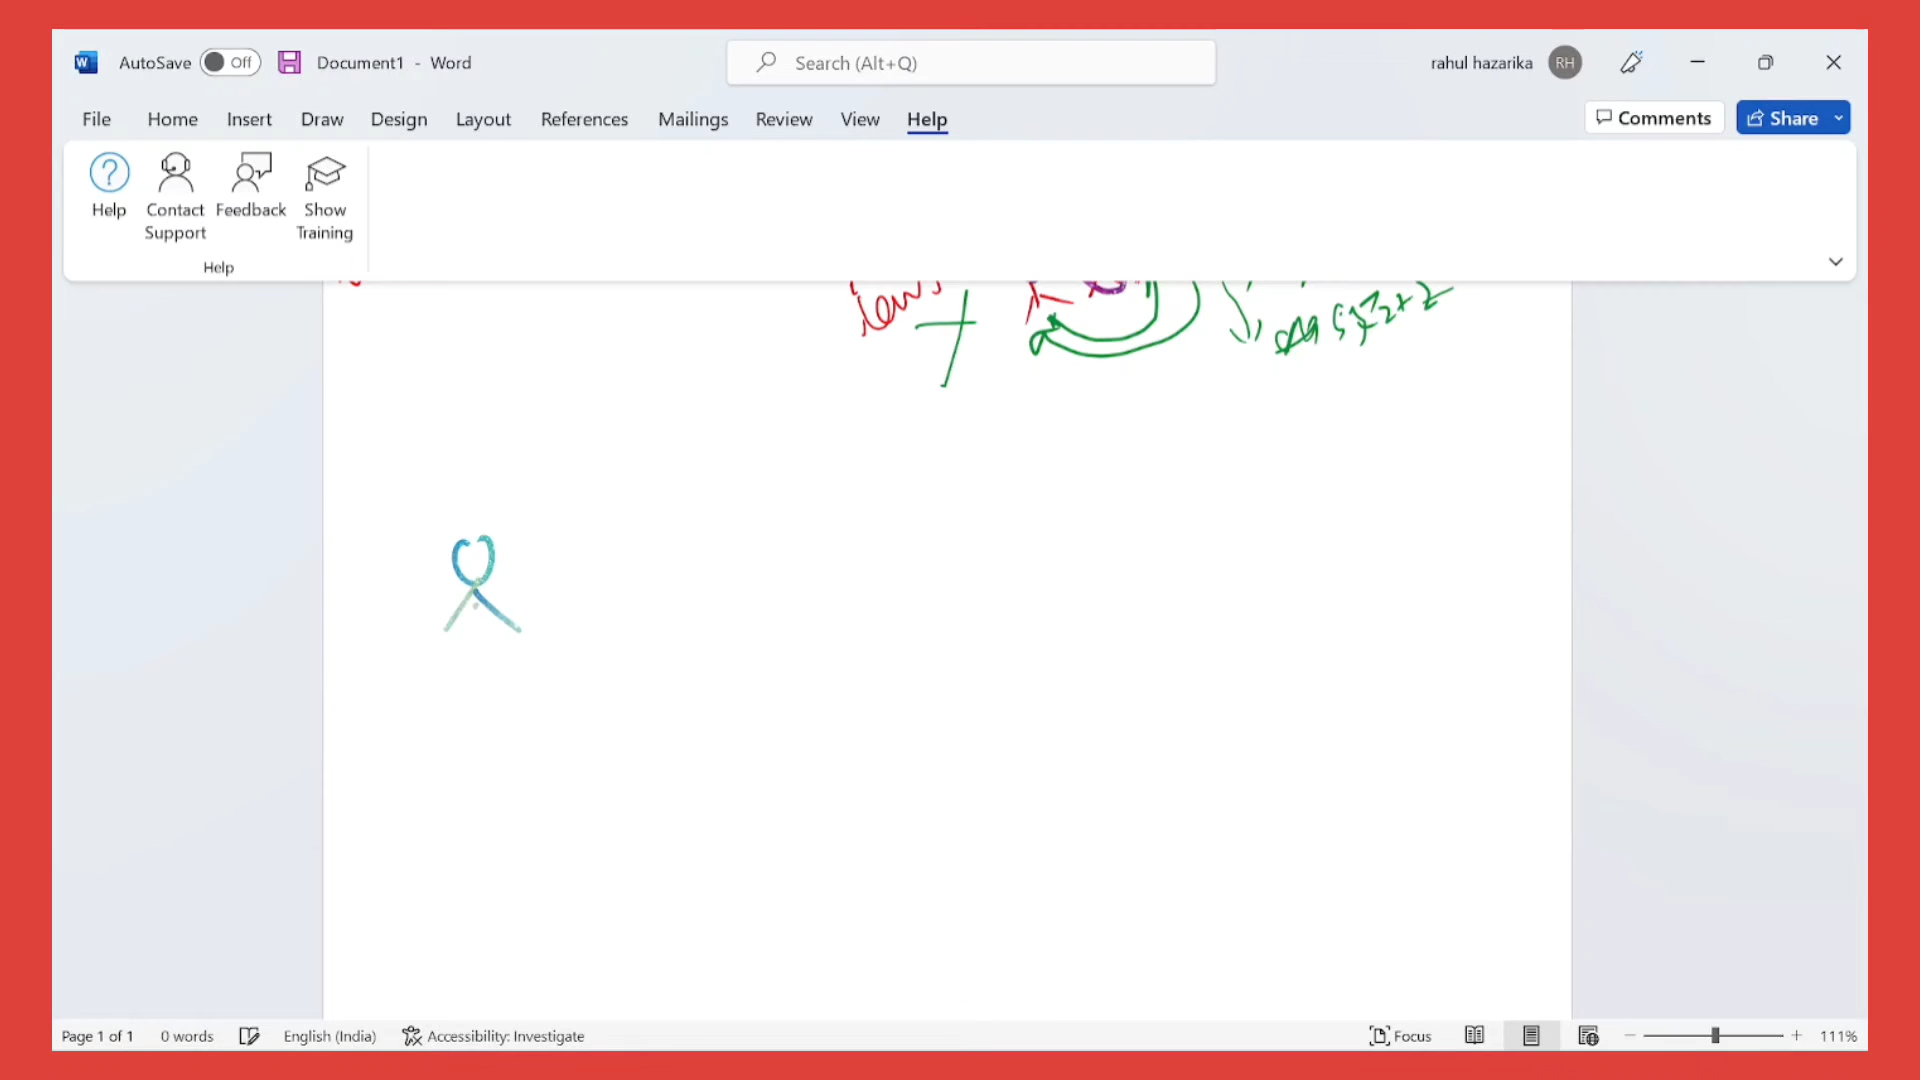 AutoSave Off Document1 - Word Search (Alt+Q) rahul hazarika RH
File Home Insert Draw Design Layout References Mailings Review View Help Comments Share
Help Contact Support Feedback Show Training
Help
Page 1 of 1 0 words English (India) Accessibility: Investigate Focus 111%